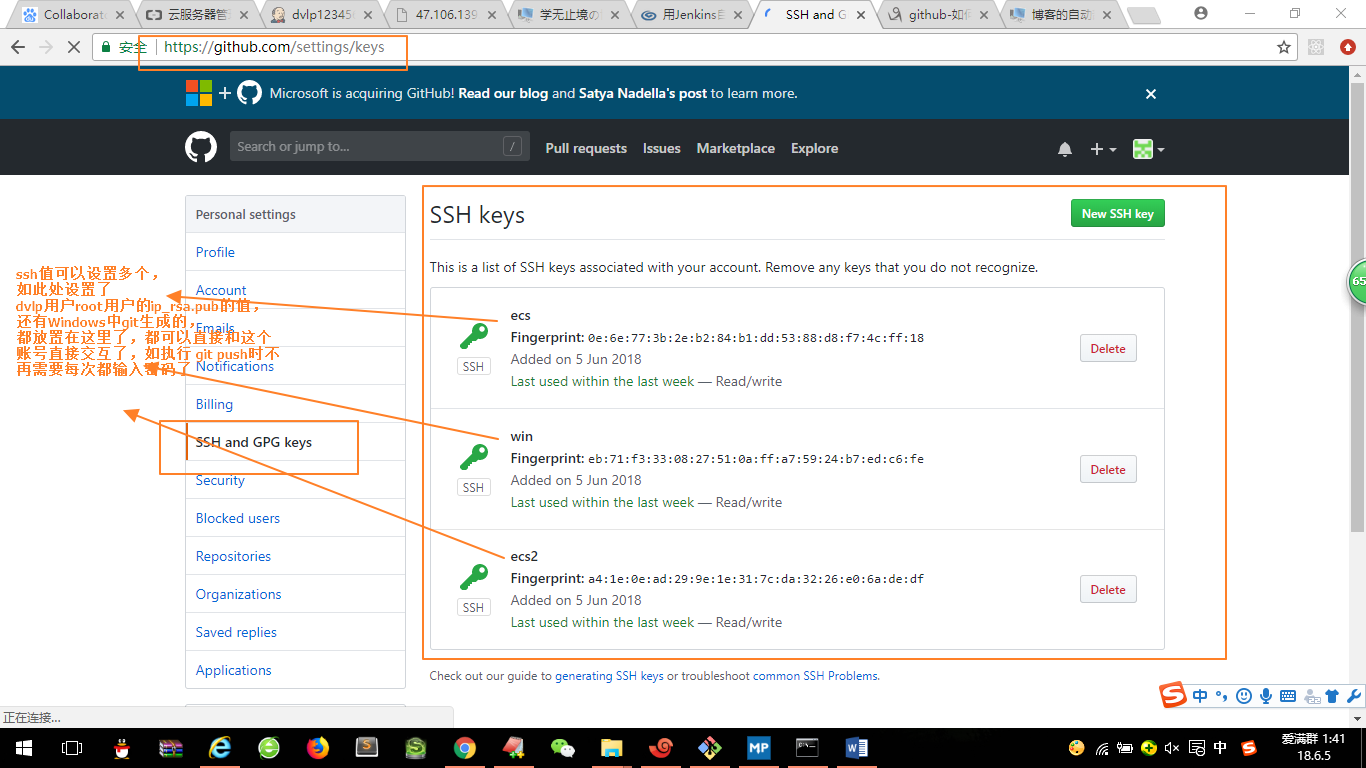 Collaborat
云服务器管
dvlp12345
47.106.139
学无止境の
用Jenkins自
SSH and G
github-如何
博客的自动
安全
https://github.com/settings/keys
Microsoft is acquiring GitHub! Read our blog and Satya Nadella's post to learn more.
Search or jump to...
/
Pull requests
Issues
Marketplace
Explore
Personal settings
Profile
Account
Emails
Notifications
Billing
SSH and GPG keys
Security
Blocked users
Repositories
Organizations
Saved replies
Applications
ssh值可以设置多个，
如此处设置了
dvlp用户root用户的ip_rsa.pub的值，
还有Windows中git生成的，
都放置在这里了，都可以直接和这个
账号直接交互了，如执行 git push时不
再需要每次都输入密码了
SSH keys
New SSH key
This is a list of SSH keys associated with your account. Remove any keys that you do not recognize.
ecs
Fingerprint: 0e:6e:77:3b:2e:b2:84:b1:dd:53:88:d8:f7:4c:ff:18
SSH
Added on 5 Jun 2018
Last used within the last week — Read/write
Delete
win
Fingerprint: eb:71:f3:33:08:27:51:0a:ff:a7:59:24:b7:ed:c6:fe
SSH
Added on 5 Jun 2018
Last used within the last week — Read/write
Delete
ecs2
Fingerprint: a4:1e:0e:ad:29:9e:1e:31:7c:da:32:26:e0:6a:de:df
SSH
Added on 5 Jun 2018
Last used within the last week — Read/write
Delete
Check out our guide to generating SSH keys or troubleshoot common SSH Problems.
65
中
正在连接...
MP
中
爱满群 1:41
18.6.5